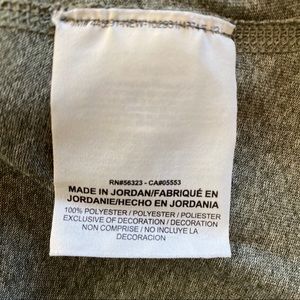 RN#56323 - CA#05553
MADE IN JORDAN/FABRIQUÉ EN
JORDANIE/HECHO EN JORDANIA
100% POLYESTER / POLYESTER / POLIESTER
EXCLUSIVE OF DECORATION / DECORATION
NON COMPRISE / NO INCLUYE LA
DECORACION